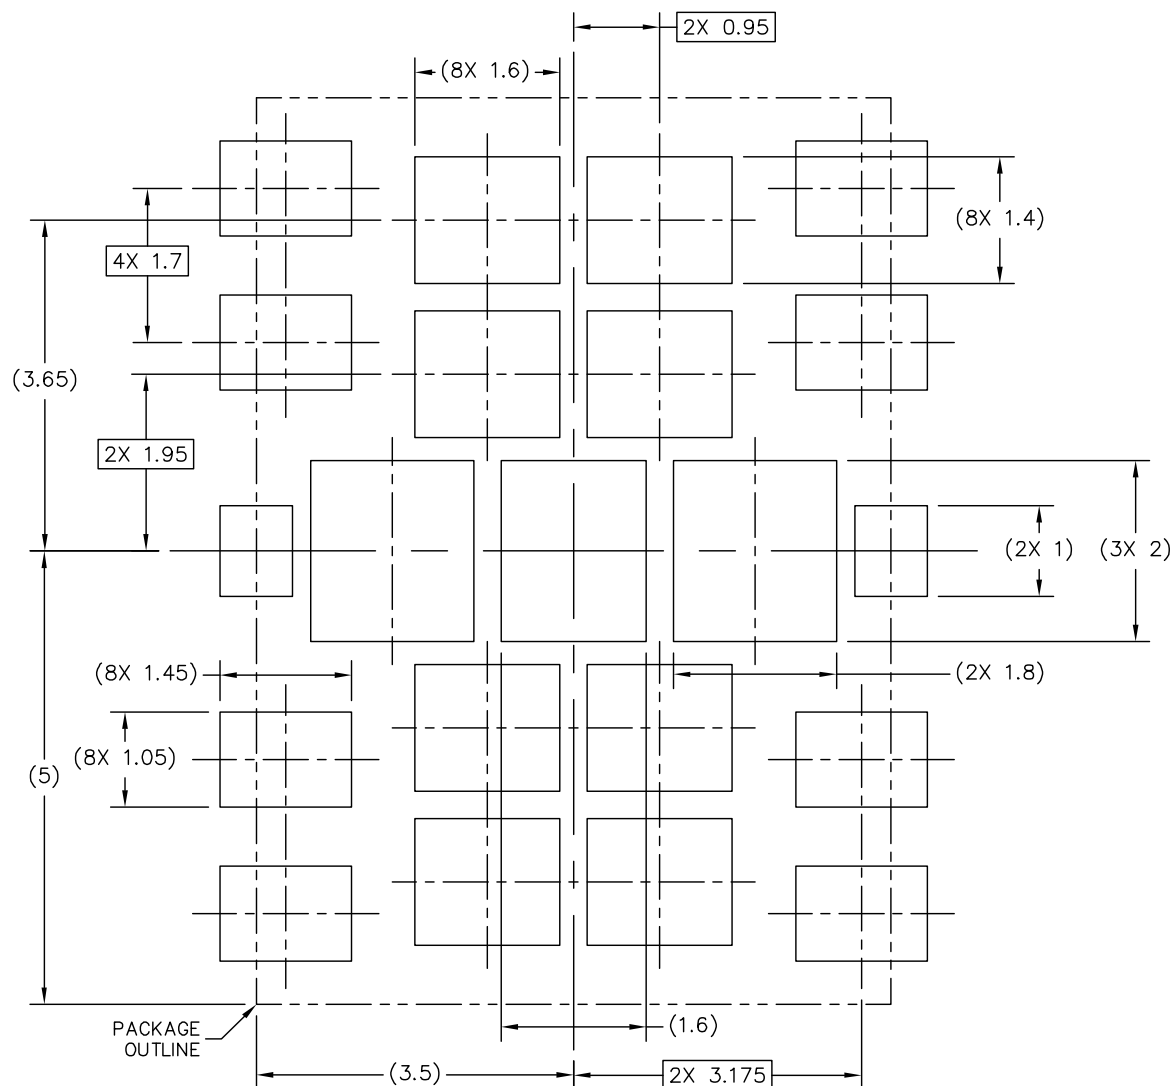 2X 0.95
(8X 1.6)
(8X 1.4)
4X 1.7
(3.65)
2X 1.95
(2X 1)
(3X 2)
(8X 1.45)
(2X 1.8)
(8X 1.05)
(5)
PACKAGE
OUTLINE
(1.6)
(3.5)
2X 3.175